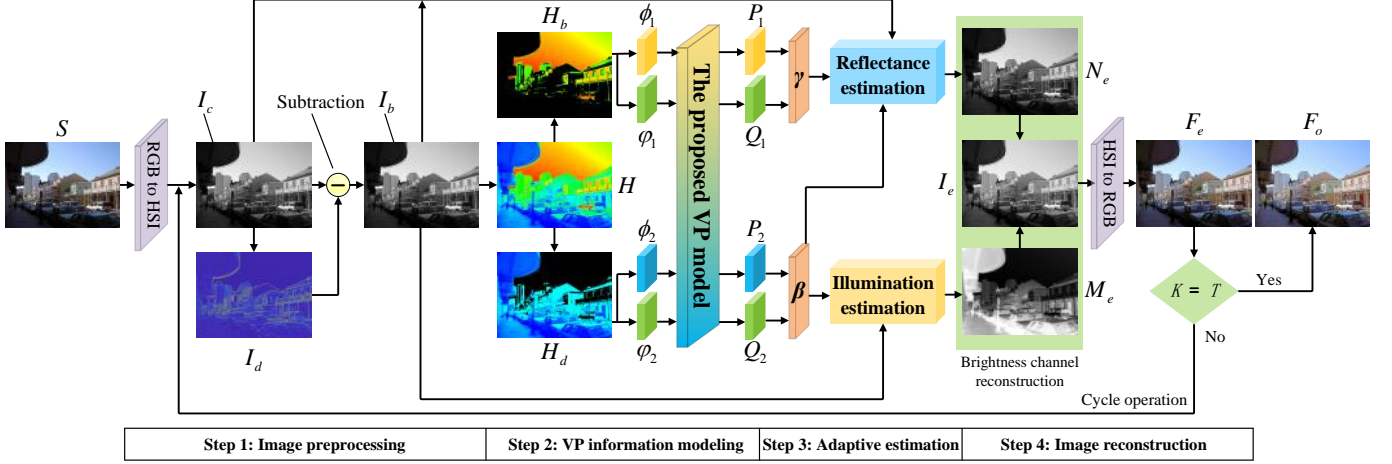 S
RGB to HSI
I_c
Subtraction
−
I_b
I_d
H_b
H
H_d
ϕ_1
φ_1
ϕ_2
φ_2
The proposed VP model
P_1
Q_1
P_2
Q_2
γ
β
Reflectance
estimation
Illumination
estimation
N_e
I_e
M_e
Brightness channel
reconstruction
HSI to RGB
F_e
F_o
K = T
Yes
No
Cycle operation
Step 1: Image preprocessing
Step 2: VP information modeling
Step 3: Adaptive estimation
Step 4: Image reconstruction